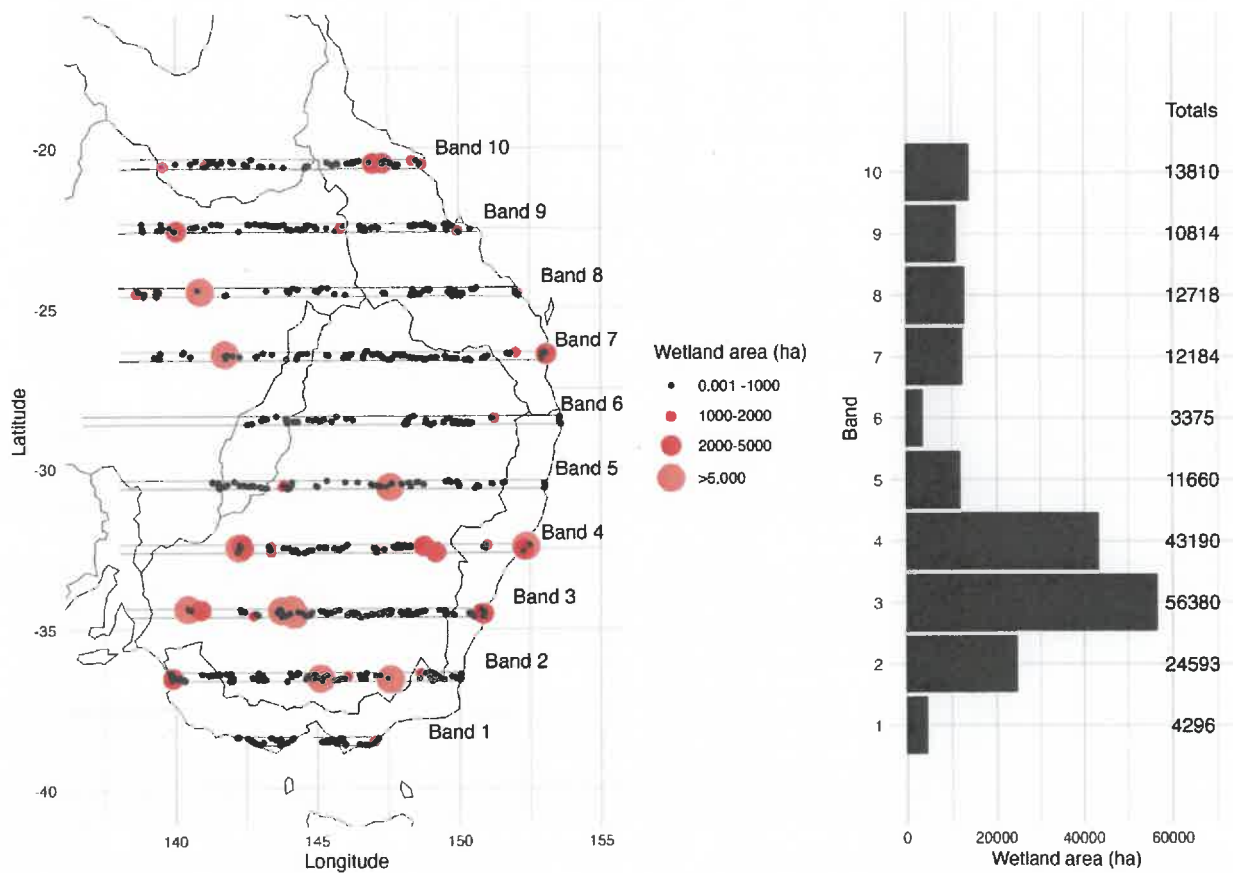 Totals
-20
Band 10
10
13810
Band 9
9
10814
Band 8
8
12718
-25
Band 7
7
12184
Wetland area (ha)
0.001 -1000
1000-2000
2000-5000
>5,000
Band 6
6
3375
Latitude
Band
-30
Band 5
5
11660
Band 4
4
43190
Band 3
3
56380
-35
Band 2
2
24593
Band 1
1
4296
-40
140
145
150
155
Longitude
0
20000
40000
60000
Wetland area (ha)